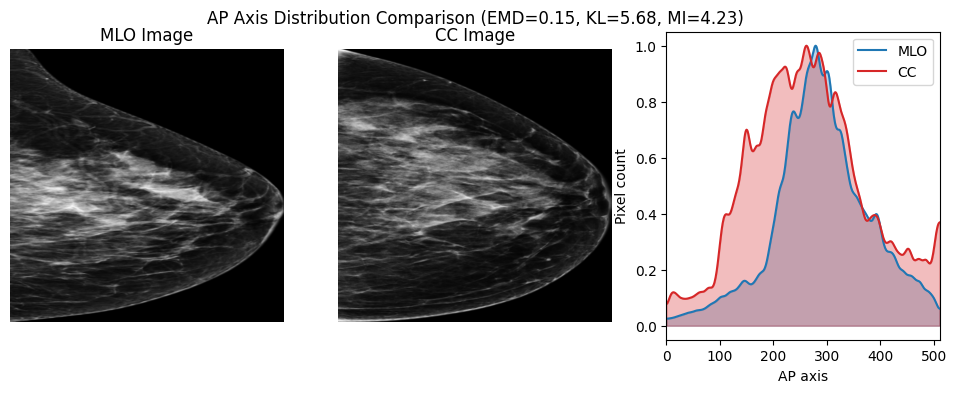 AP Axis Distribution Comparison (EMD=0.15, KL=5.68, MI=4.23)
MLO Image
CC Image
MLO
CC
Pixel count
1.0
0.8
0.6
0.4
0.2
0.0
0 100 200 300 400 500
AP axis